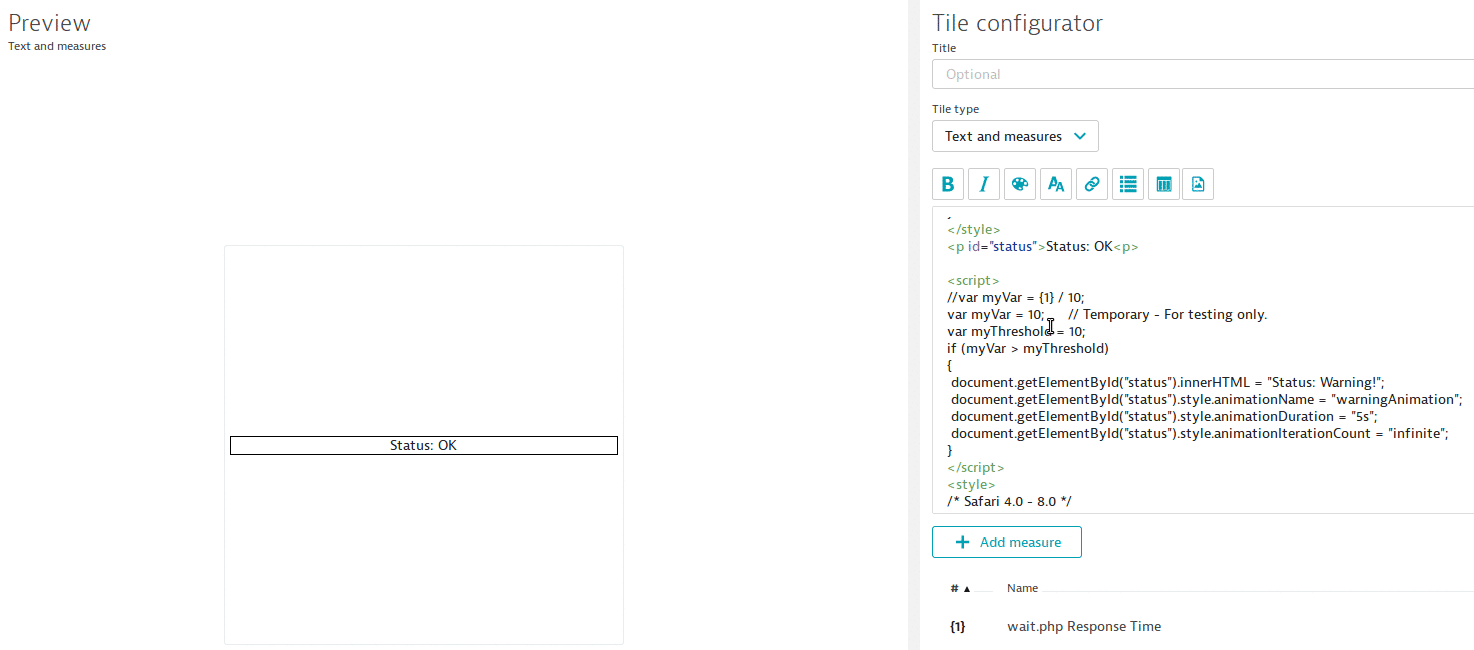 Preview
Text and measures
Status: OK
Tile configurator
Title
Optional
Tile type
Text and measures
B I A A
</style>
<p id="status">Status: OK<p>
<script>
//var myVar = {1} / 10;
var myVar = 10; // Temporary - For testing only.
var myThreshold = 10;
if (myVar > myThreshold)
{
document.getElementById("status").innerHTML = "Status: Warning!";
document.getElementById("status").style.animationName = "warningAnimation";
document.getElementById("status").style.animationDuration = "5s";
document.getElementById("status").style.animationIterationCount = "infinite";
}
</script>
<style>
/* Safari 4.0 - 8.0 */
+ Add measure
# ▲ Name
{1} wait.php Response Time